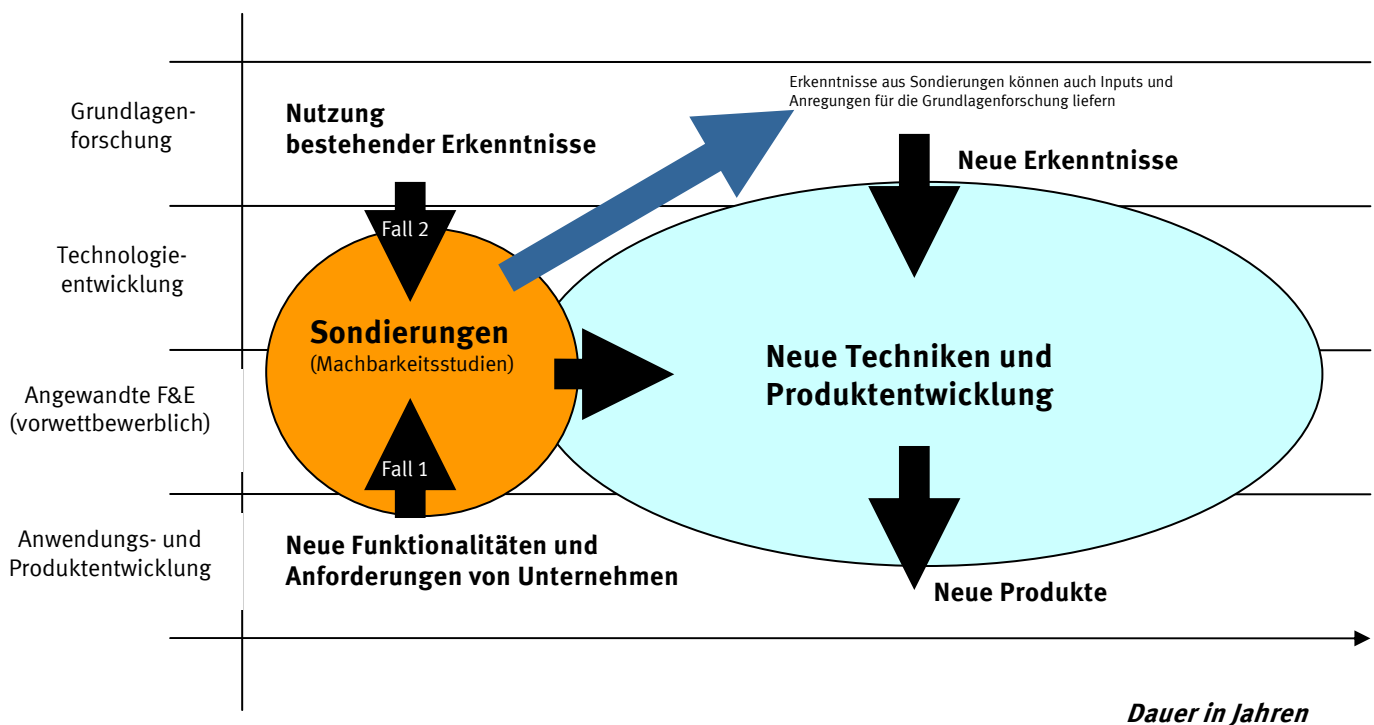 Erkenntnisse aus Sondierungen können auch Inputs und
Anregungen für die Grundlagenforschung liefern
Grundlagen-
forschung
Nutzung
bestehender Erkenntnisse
Neue Erkenntnisse
Fall 2
Technologie-
entwicklung
Sondierungen
(Machbarkeitsstudien)
Neue Techniken und
Produktentwicklung
Angewandte F&E
(vorwettbewerblich)
Fall 1
Anwendungs- und
Produktentwicklung
Neue Funktionalitäten und
Anforderungen von Unternehmen
Neue Produkte
Dauer in Jahren